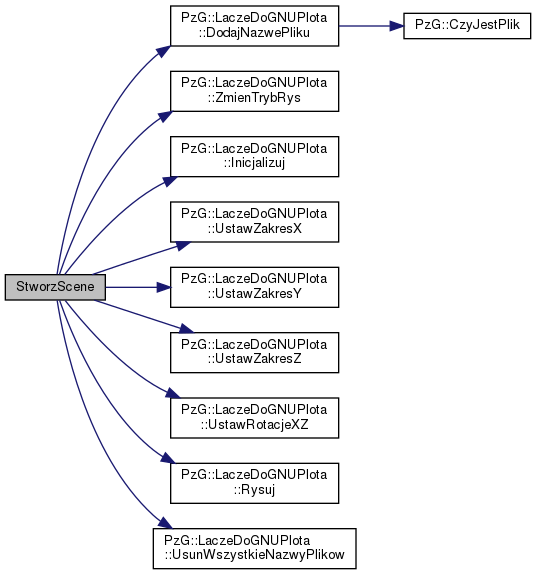 PzG::LaczeDoGNUPlota
::DodajNazwePliku
PzG::CzyJestPlik
PzG::LaczeDoGNUPlota
::ZmienTrybRys
PzG::LaczeDoGNUPlota
::Inicjalizuj
PzG::LaczeDoGNUPlota
::UstawZakresX
StworzScene
PzG::LaczeDoGNUPlota
::UstawZakresY
PzG::LaczeDoGNUPlota
::UstawZakresZ
PzG::LaczeDoGNUPlota
::UstawRotacjeXZ
PzG::LaczeDoGNUPlota
::Rysuj
PzG::LaczeDoGNUPlota
::UsunWszystkieNazwyPlikow